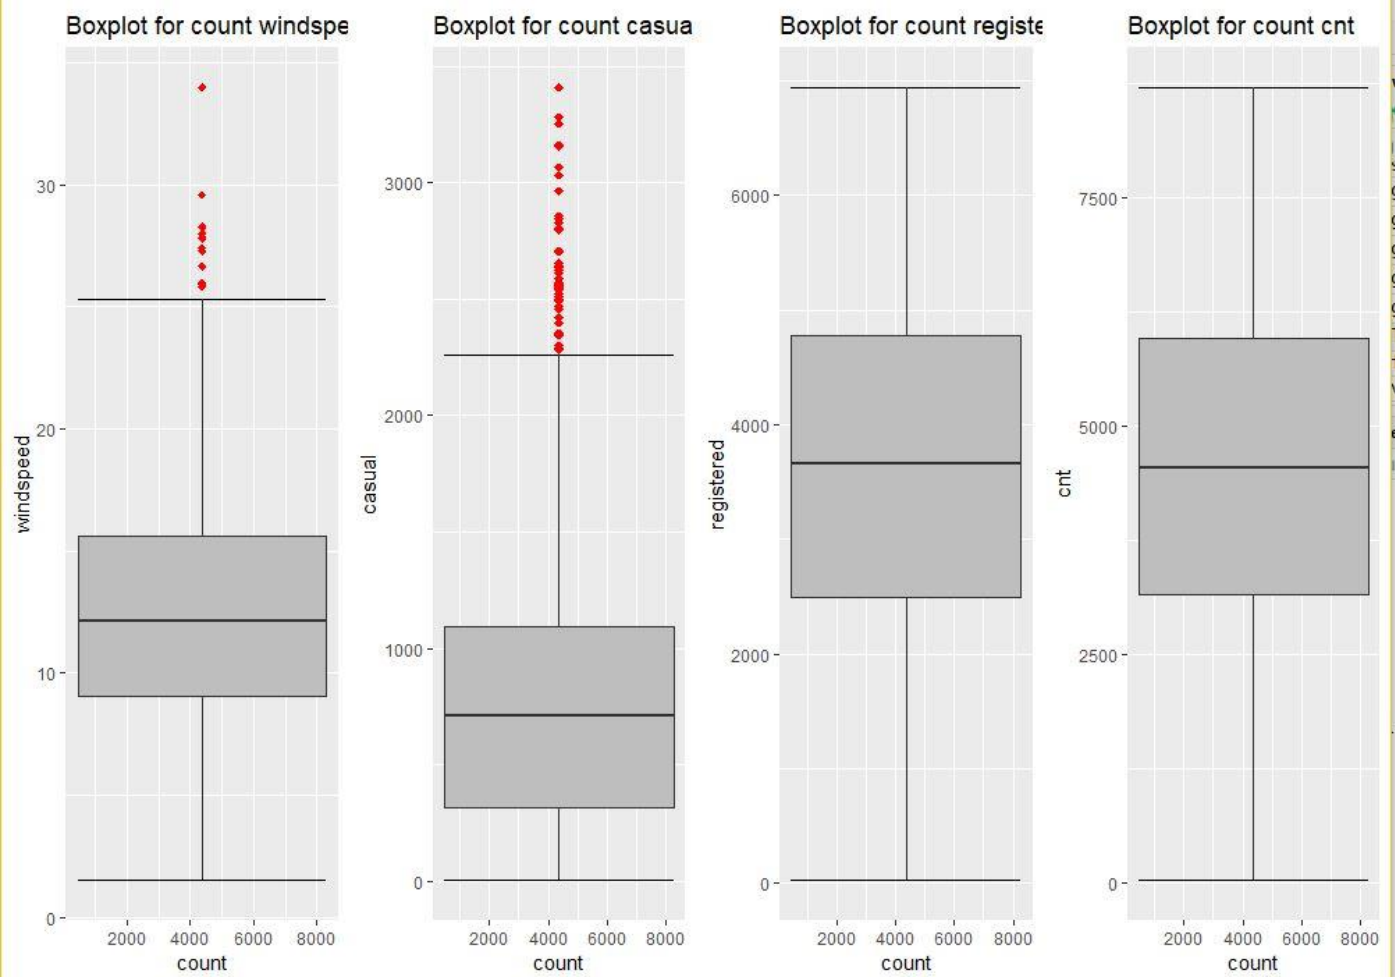 Boxplot for count windspe
30
20
10
0
windspeed
2000 4000 6000 8000
count
Boxplot for count casua
3000
2000
1000
0
casual
2000 4000 6000 8000
count
Boxplot for count registe
6000
4000
2000
0
registered
2000 4000 6000 8000
count
Boxplot for count cnt
7500
5000
2500
0
cnt
2000 4000 6000 8000
count